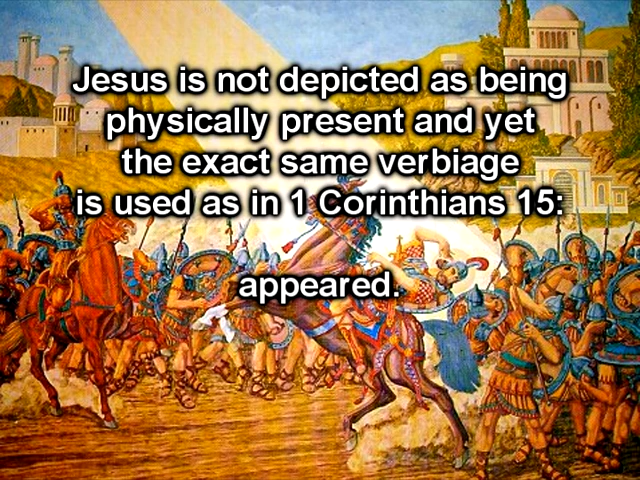 Jesus is not depicted as being
physically present and yet
the exact same verbiage
is used as in 1 Corinthians 15:
appeared.